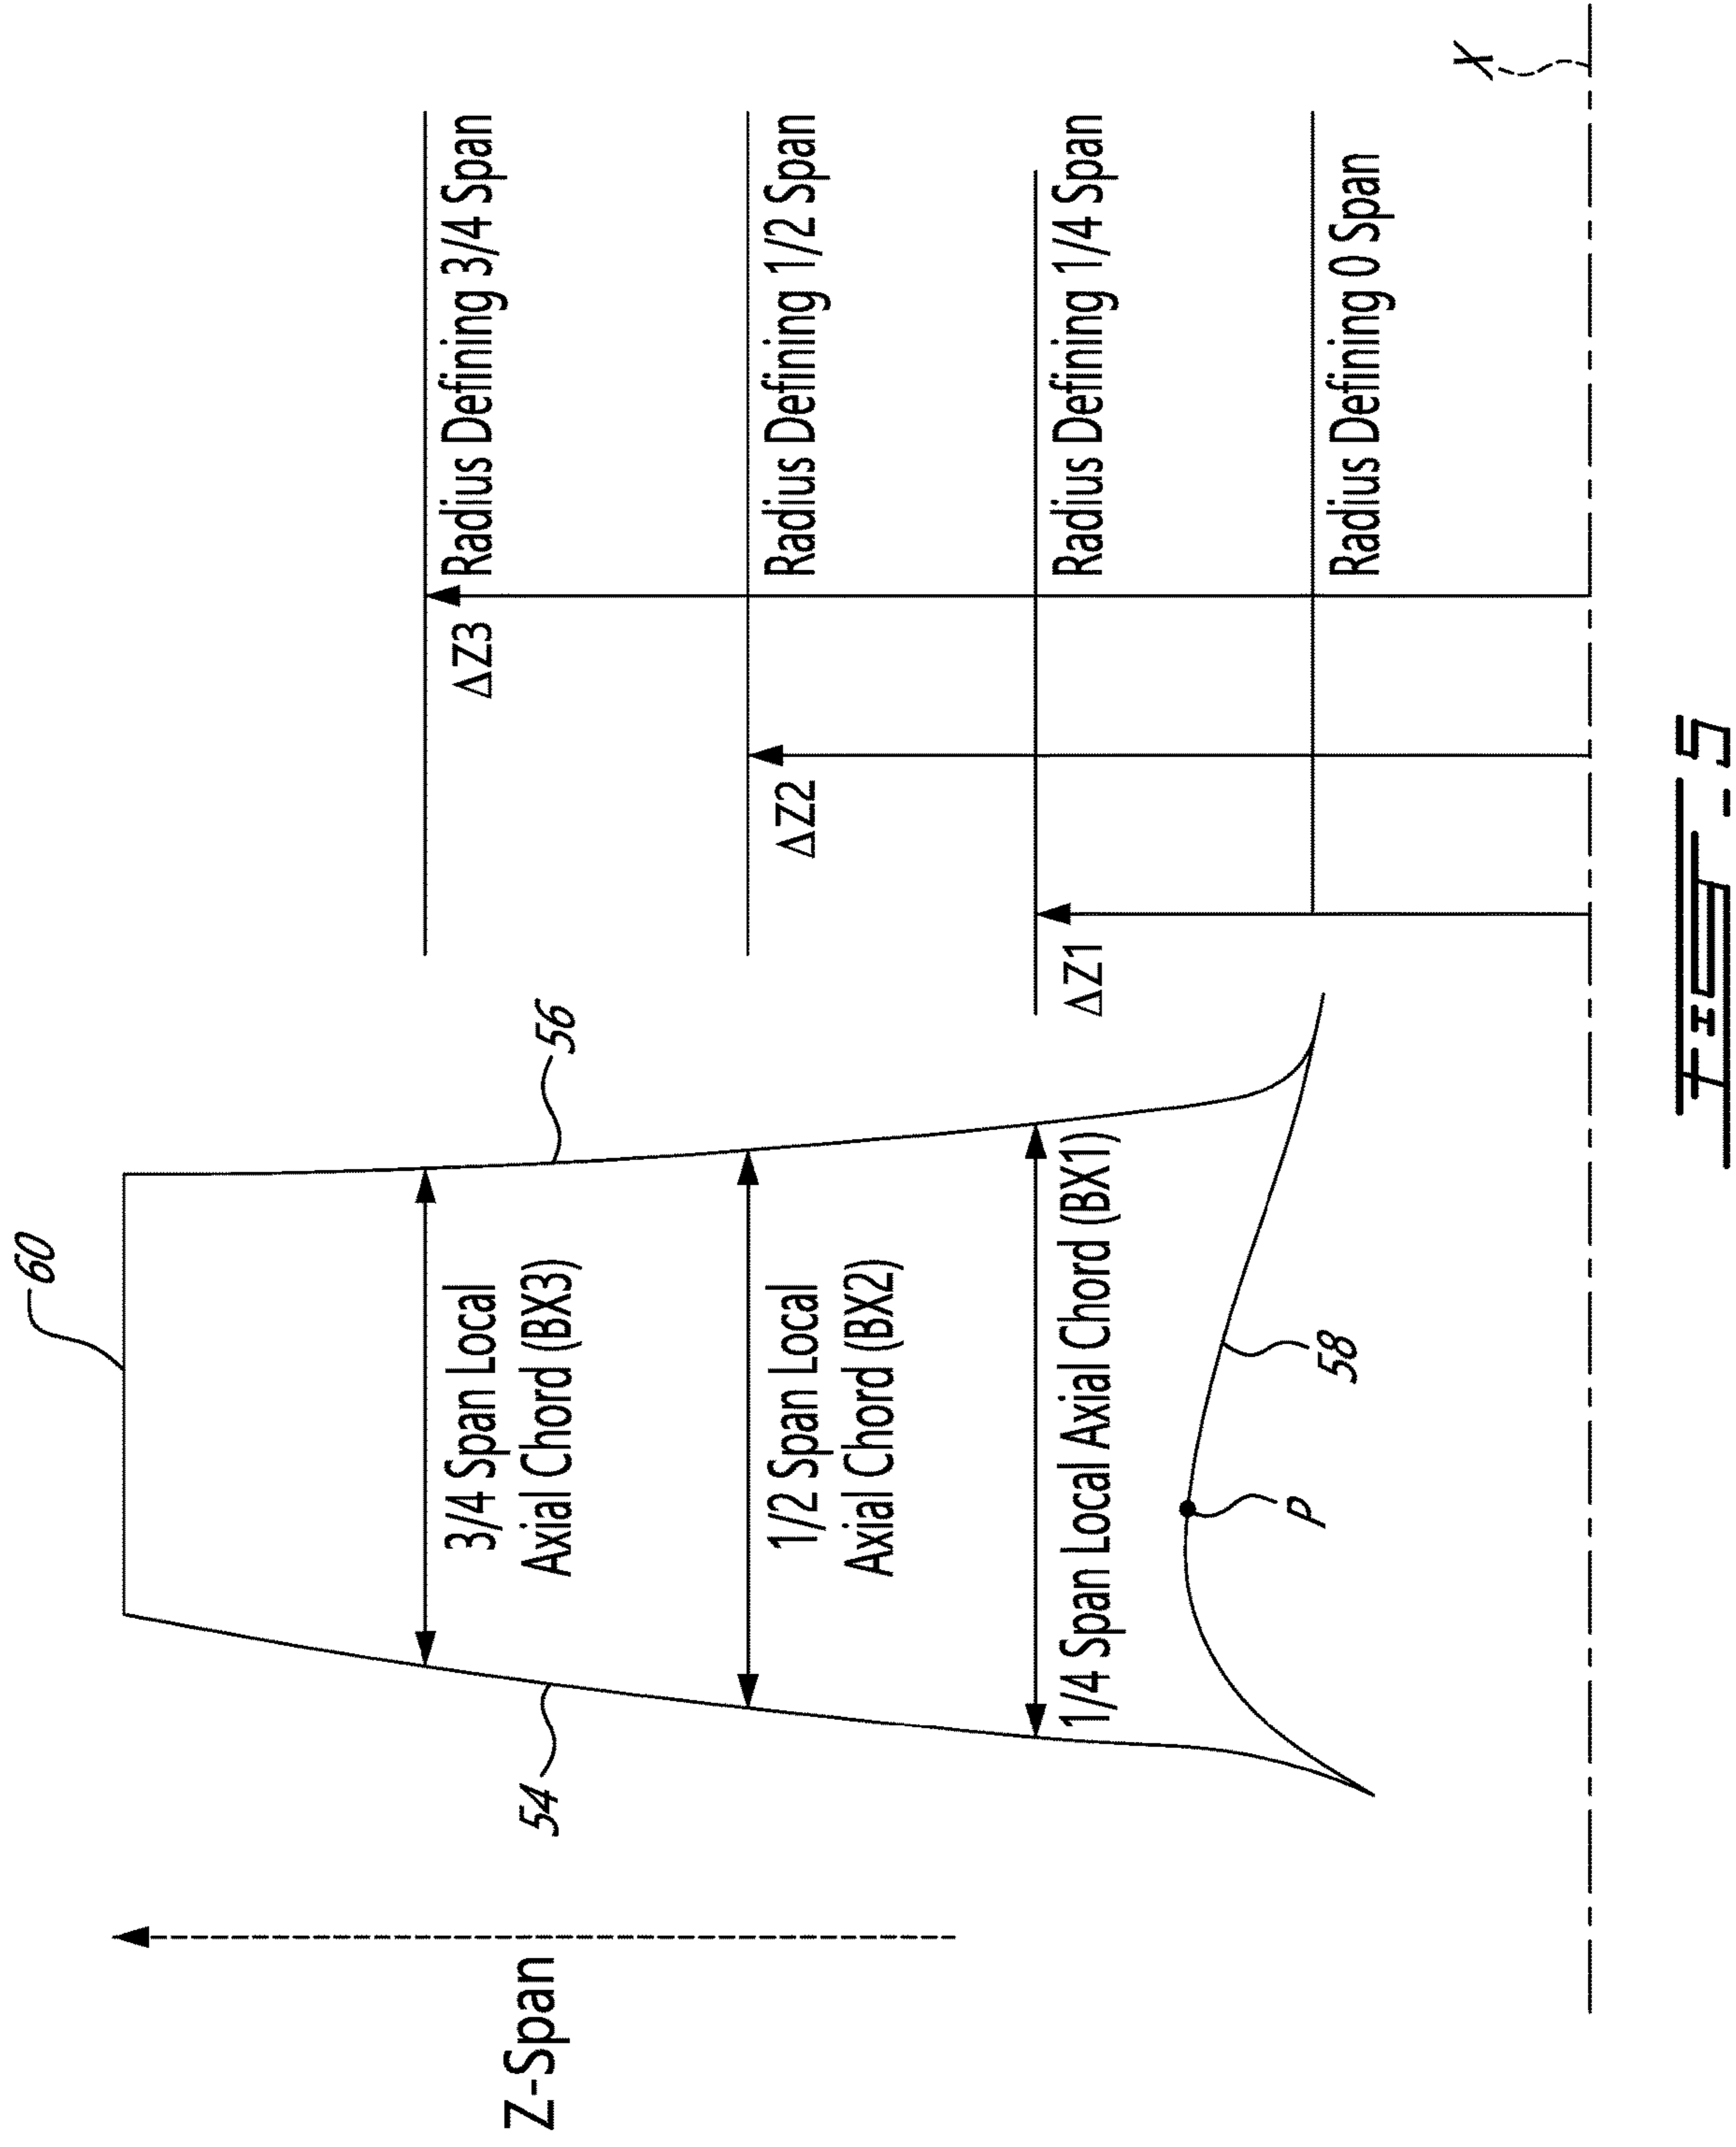 Z-Span
54
60
56
3/4 Span Local
Axial Chord (BX3)
1/2 Span Local
Axial Chord (BX2)
1/4 Span Local Axial Chord (BX1)
P
58
ΔZ3
Radius Defining 3/4 Span
ΔZ2
Radius Defining 1/2 Span
ΔZ1
Radius Defining 1/4 Span
Radius Defining 0 Span
X
FIG - 5